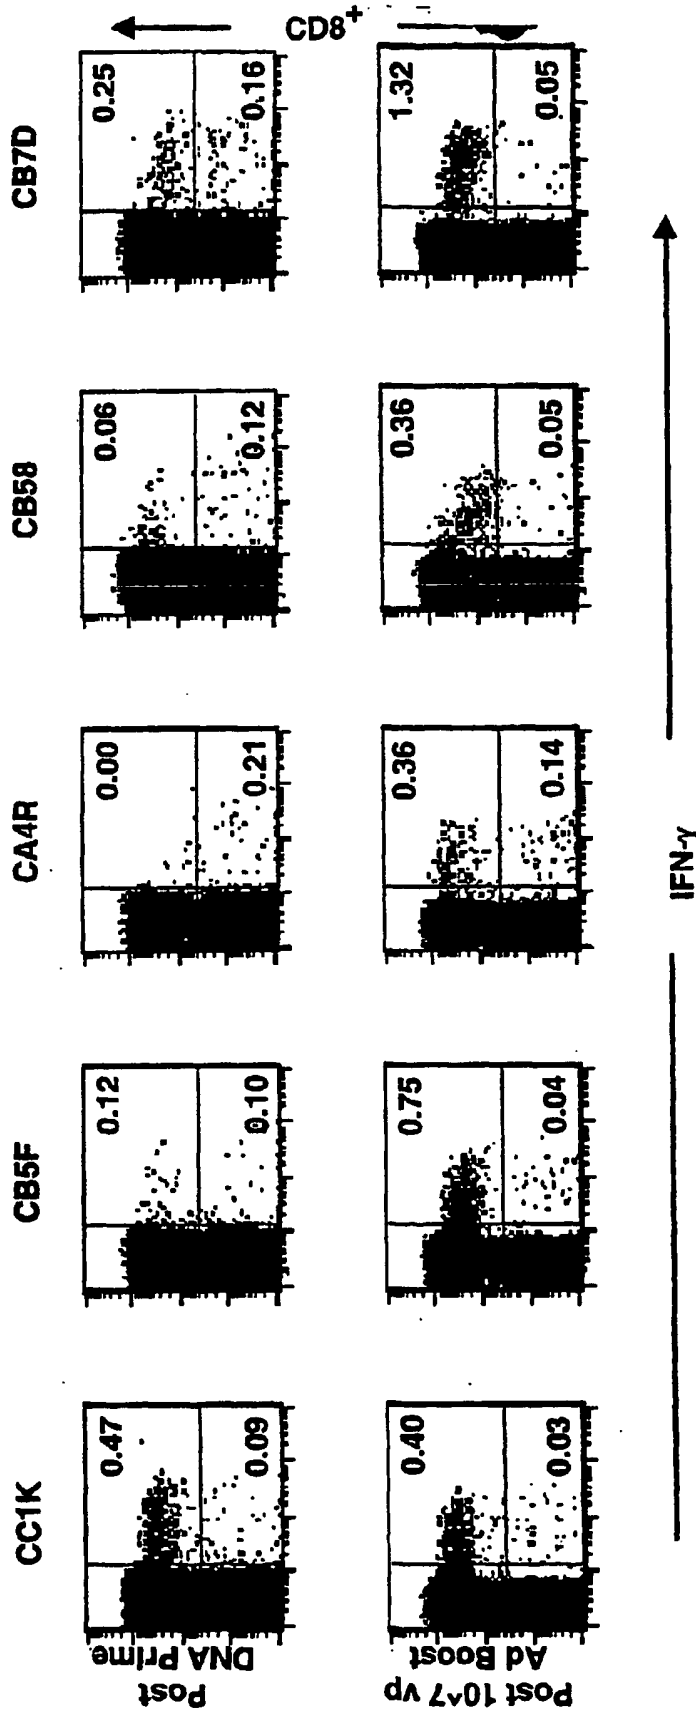 CC1K
CB5F
CA4R
CB58
CB7D
Post
DNA Prime
0.47
0.09
0.12
0.10
0.00
0.21
0.06
0.12
0.25
0.16
CD8+
Post 10^7 vp
Ad Boost
0.40
0.03
0.75
0.04
0.36
0.14
0.36
0.05
1.32
0.05
IFN-γ